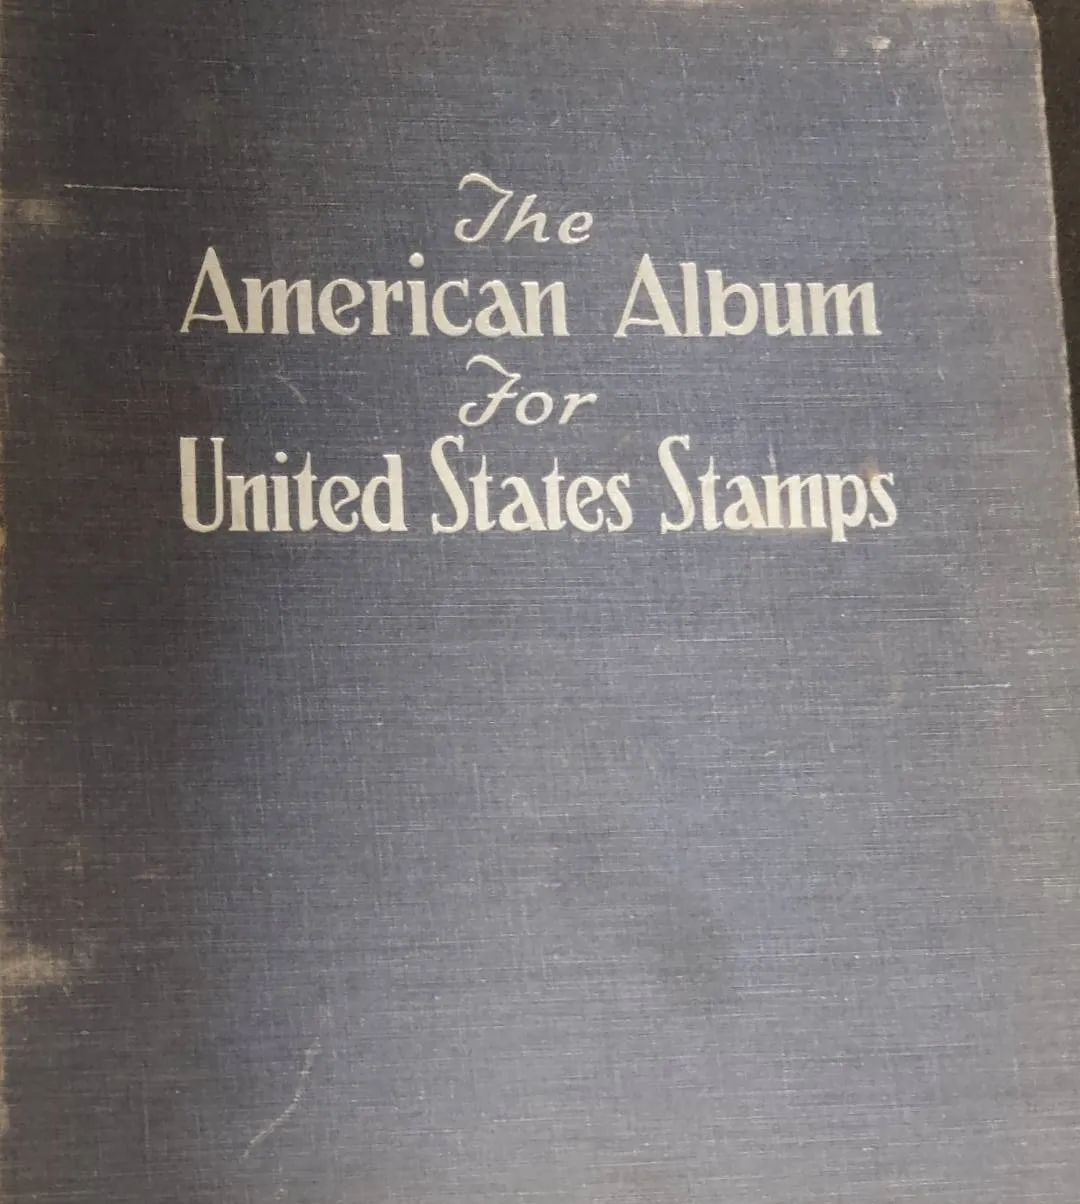 The
American Album
For
United States Stamps